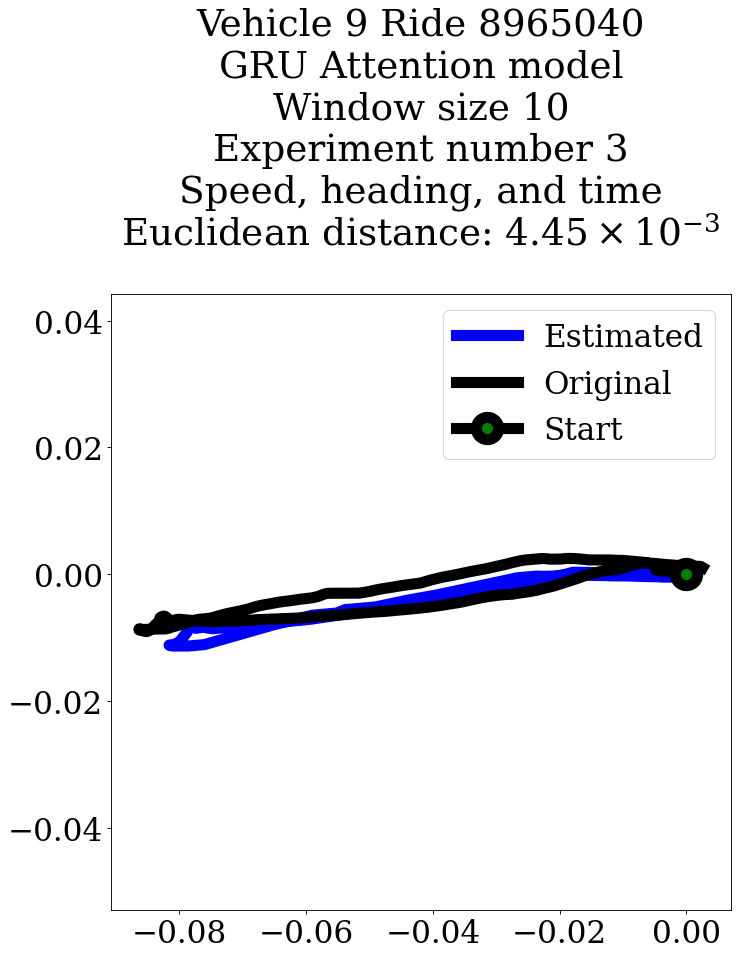 Vehicle 9 Ride 8965040
GRU Attention model
Window size 10
Experiment number 3
Speed, heading, and time
Euclidean distance: 4.45 × 10⁻³
Estimated
Original
Start
0.04
0.02
0.00
−0.02
−0.04
−0.08
−0.06
−0.04
−0.02
0.00